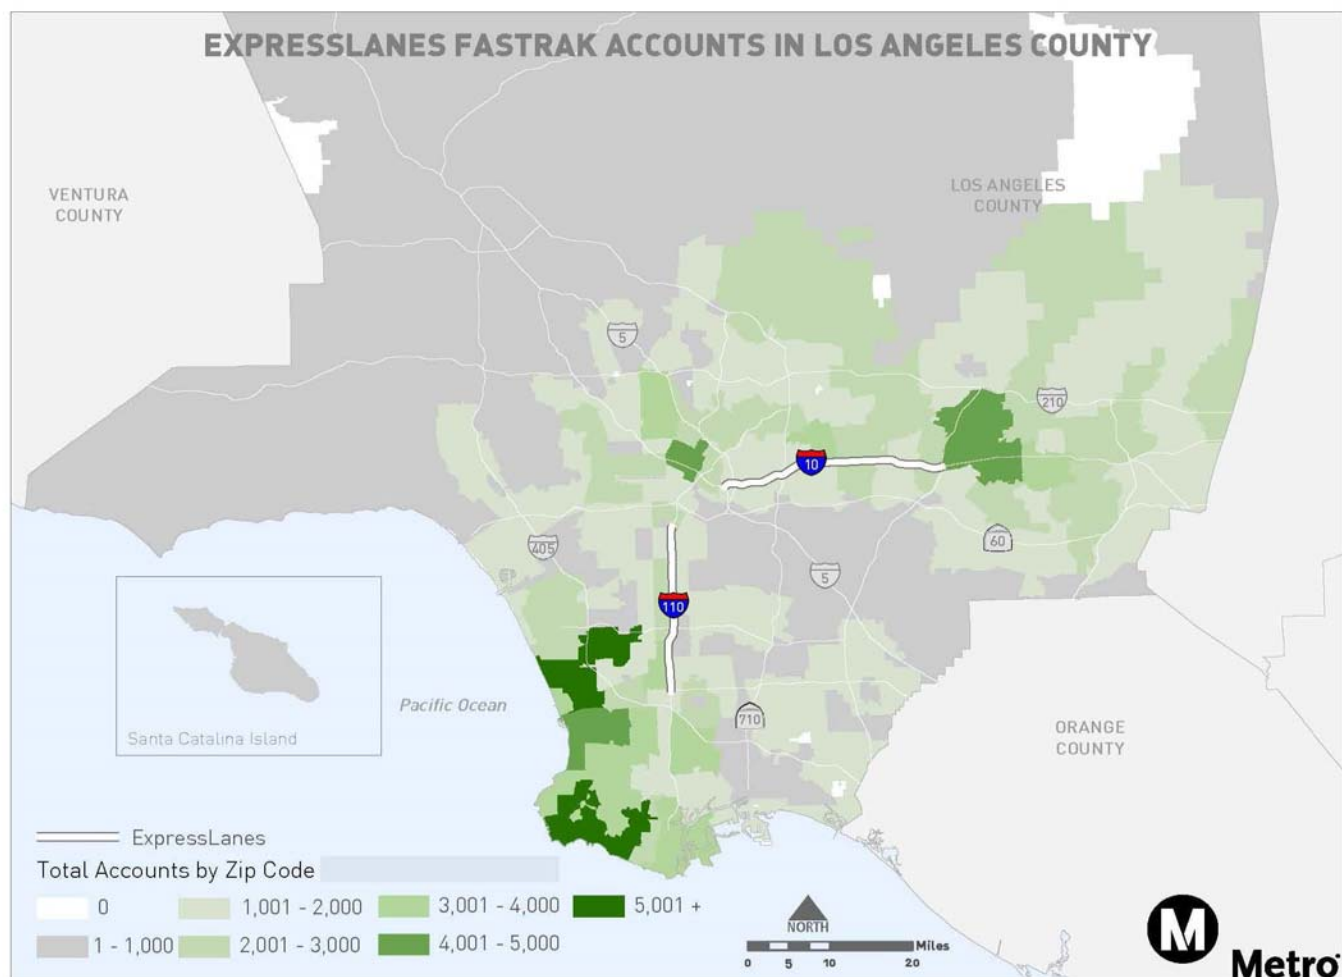 EXPRESSLANES FASTRAK ACCOUNTS IN LOS ANGELES COUNTY
VENTURA
COUNTY
LOS ANGELES
COUNTY
5
210
10
60
405
5
110
710
Pacific Ocean
Santa Catalina Island
ORANGE
COUNTY
ExpressLanes
Total Accounts by Zip Code
0
1,001 - 2,000
3,001 - 4,000
5,001 +
1 - 1,000
2,001 - 3,000
4,001 - 5,000
NORTH
Miles
0 5 10 20
M
Metro